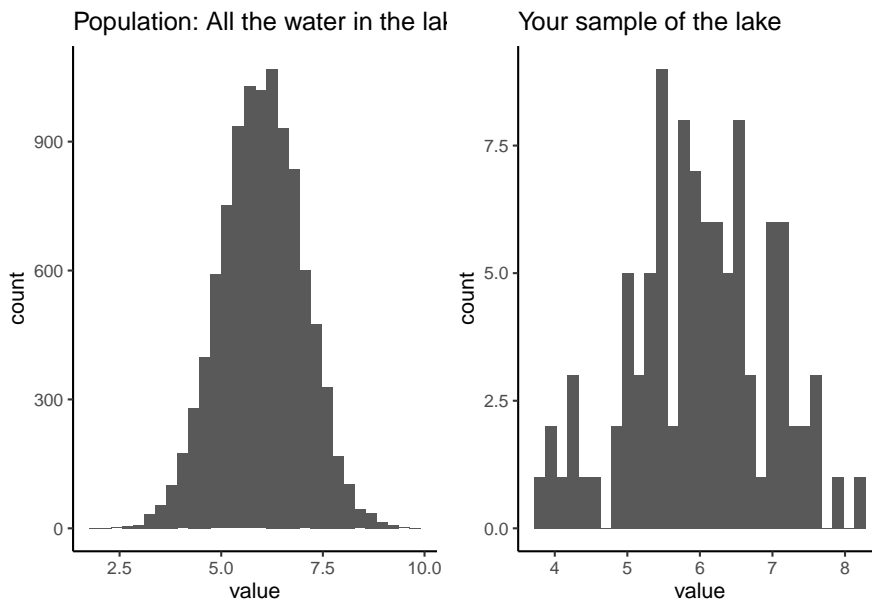 Population: All the water in the lak
900
600
300
0
2.5
5.0
7.5
10.0
value
count
Your sample of the lake
7.5
5.0
2.5
0.0
4
5
6
7
8
value
count